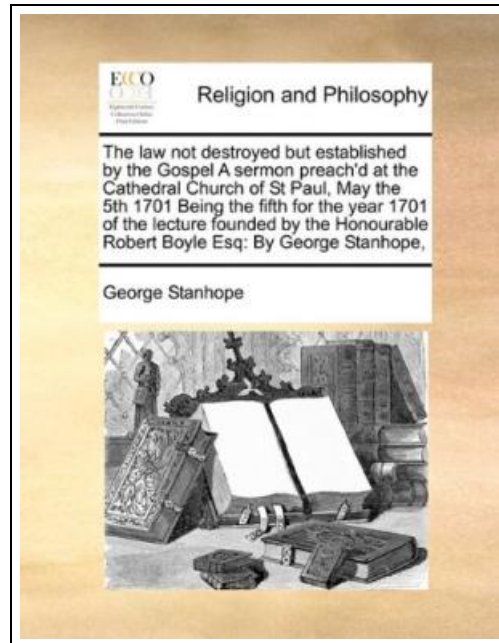 ECCO
Religion and Philosophy
The law not destroyed but established
by the Gospel A sermon preach'd at the
Cathedral Church of St Paul, May the
5th 1701 Being the fifth for the year 1701
of the lecture founded by the Honourable
Robert Boyle Esq: By George Stanhope,
George Stanhope